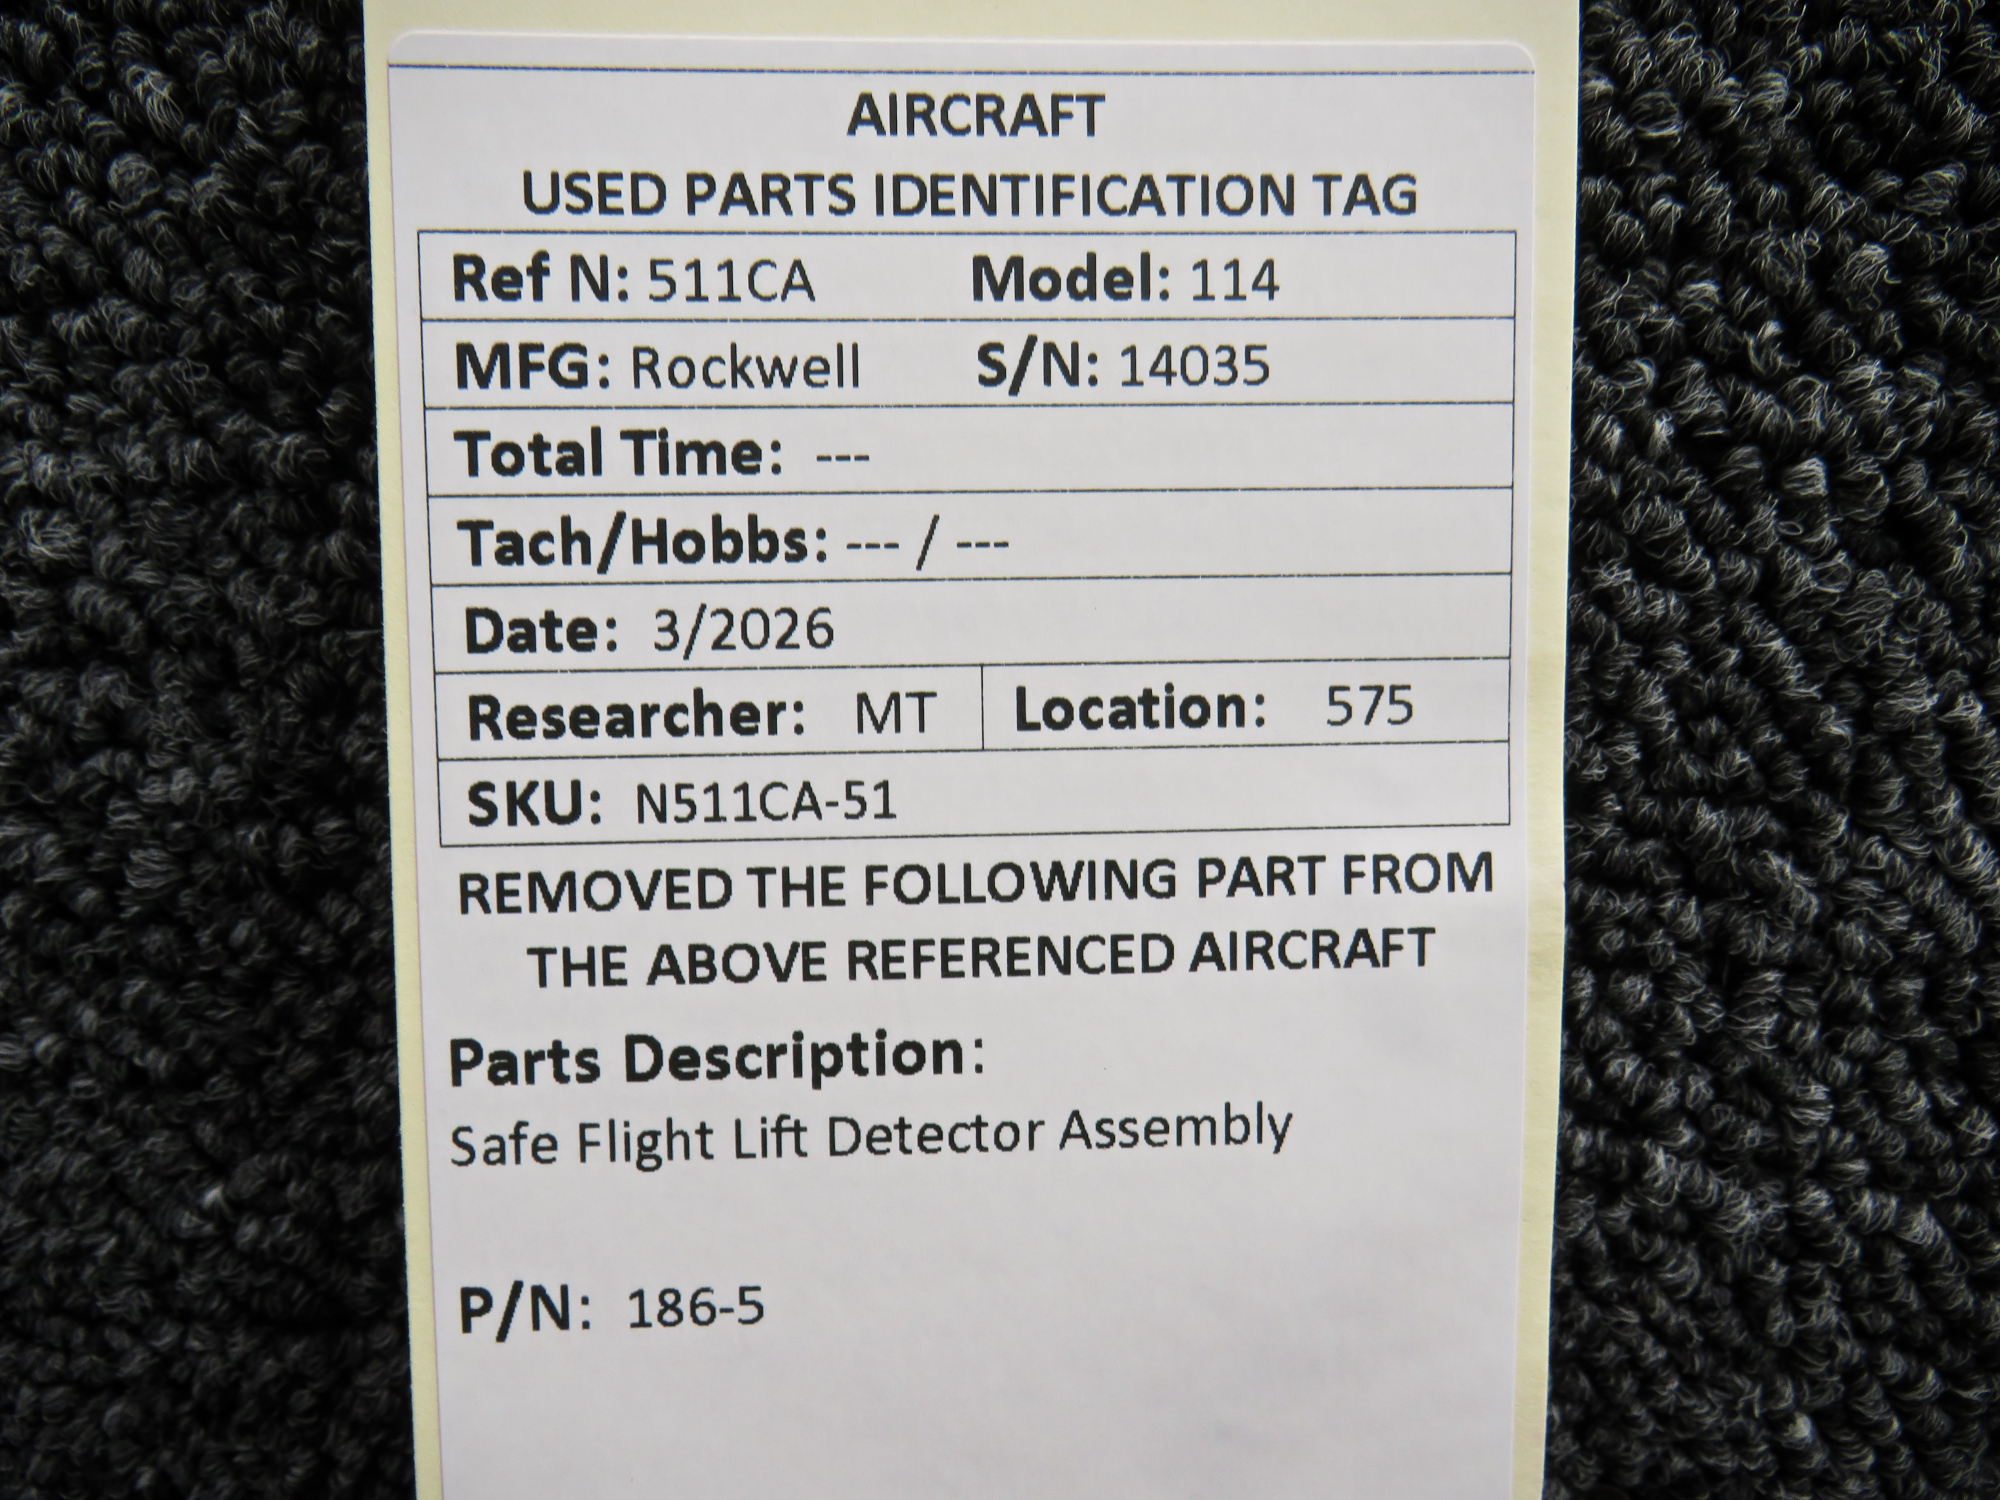 AIRCRAFT
USED PARTS IDENTIFICATION TAG
Ref N: 511CA Model: 114
MFG: Rockwell S/N: 14035
Total Time: ---
Tach/Hobbs: --- / ---
Date: 3/2026
Researcher: MT Location: 575
SKU: N511CA-51
REMOVED THE FOLLOWING PART FROM
THE ABOVE REFERENCED AIRCRAFT
Parts Description:
Safe Flight Lift Detector Assembly
P/N: 186-5